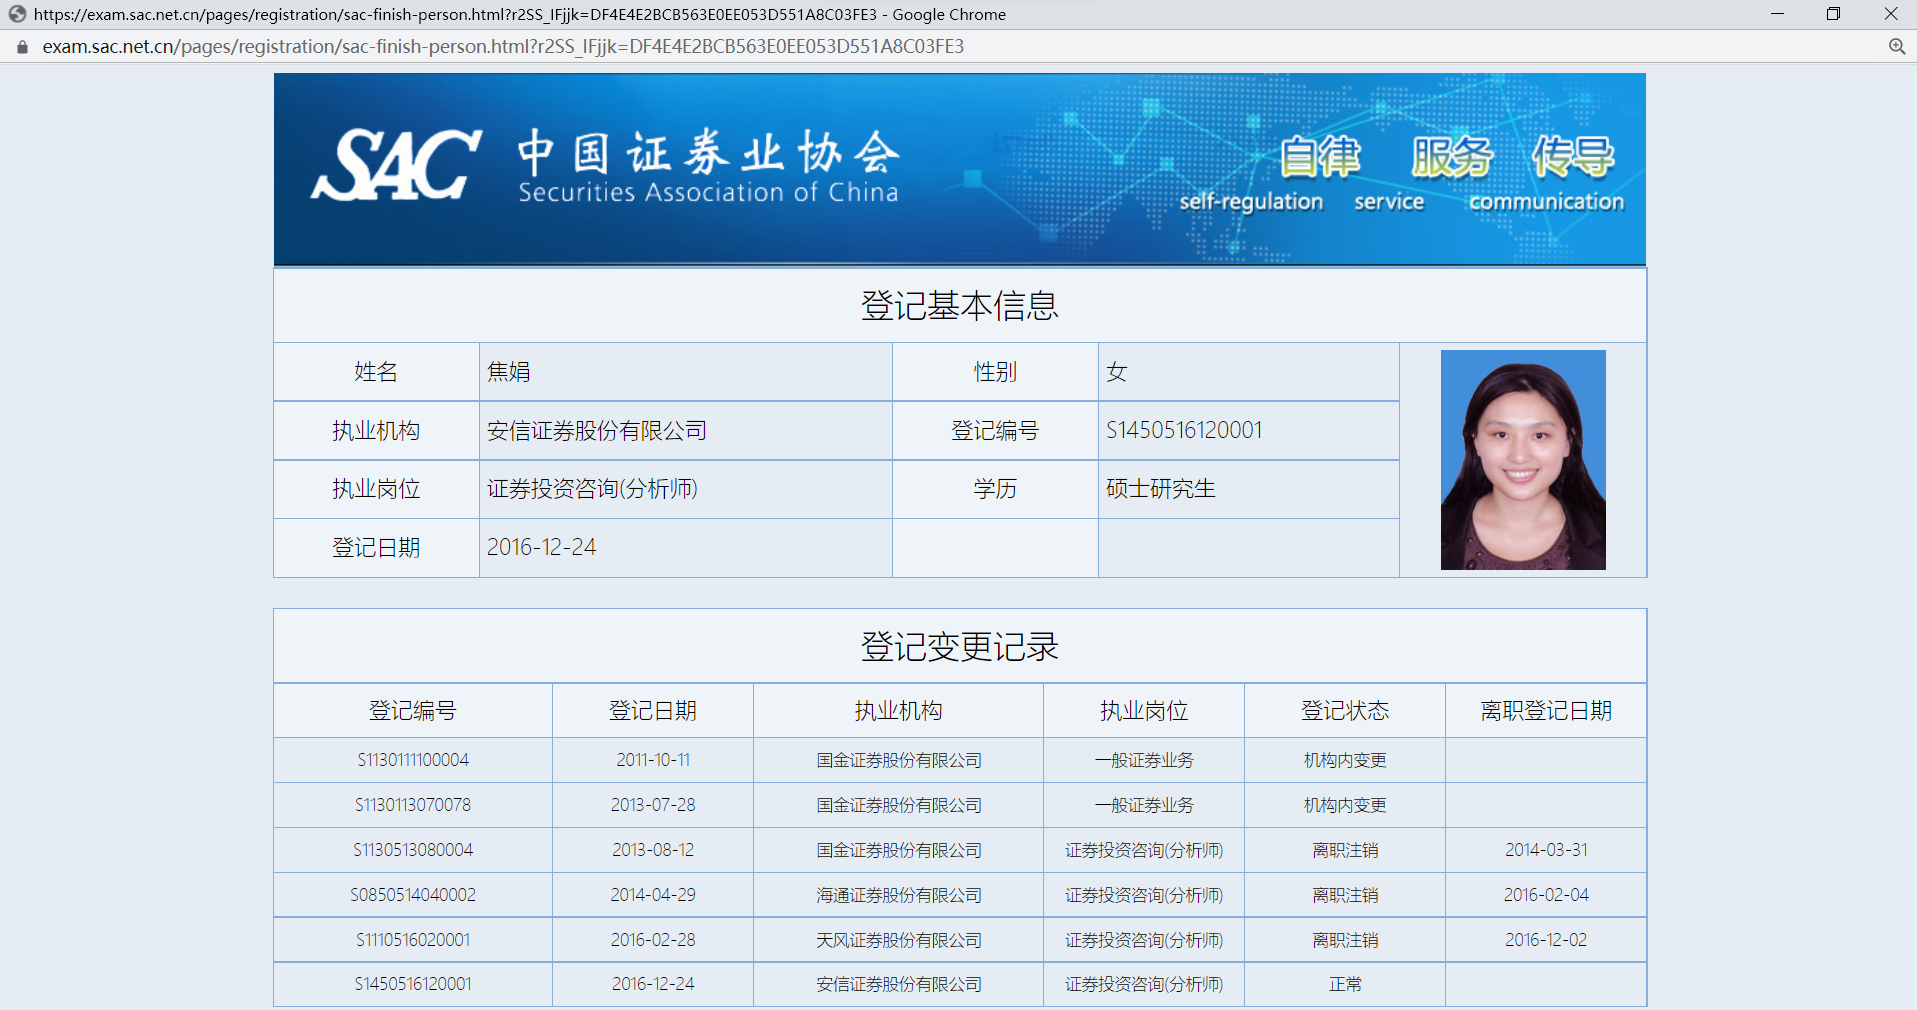 https://exam.sac.net.cn/pages/registration/sac-finish-person.html?r2SS_IFjjk=DF4E4E2BCB563E0EE053D551A8C03FE3 - Google Chrome
exam.sac.net.cn/pages/registration/sac-finish-person.html?r2SS_IFjjk=DF4E4E2BCB563E0EE053D551A8C03FE3
SAC 中国证券业协会
Securities Association of China
自律 服务 传导
self-regulation service communication
登记基本信息
姓名 焦娟 性别 女
执业机构 安信证券股份有限公司 登记编号 S1450516120001
执业岗位 证券投资咨询(分析师) 学历 硕士研究生
登记日期 2016-12-24
登记变更记录
登记编号 登记日期 执业机构 执业岗位 登记状态 离职登记日期
S1130111100004 2011-10-11 国金证券股份有限公司 一般证券业务 机构内变更
S1130113070078 2013-07-28 国金证券股份有限公司 一般证券业务 机构内变更
S1130513080004 2013-08-12 国金证券股份有限公司 证券投资咨询(分析师) 离职注销 2014-03-31
S0850514040002 2014-04-29 海通证券股份有限公司 证券投资咨询(分析师) 离职注销 2016-02-04
S1110516020001 2016-02-28 天风证券股份有限公司 证券投资咨询(分析师) 离职注销 2016-12-02
S1450516120001 2016-12-24 安信证券股份有限公司 证券投资咨询(分析师) 正常